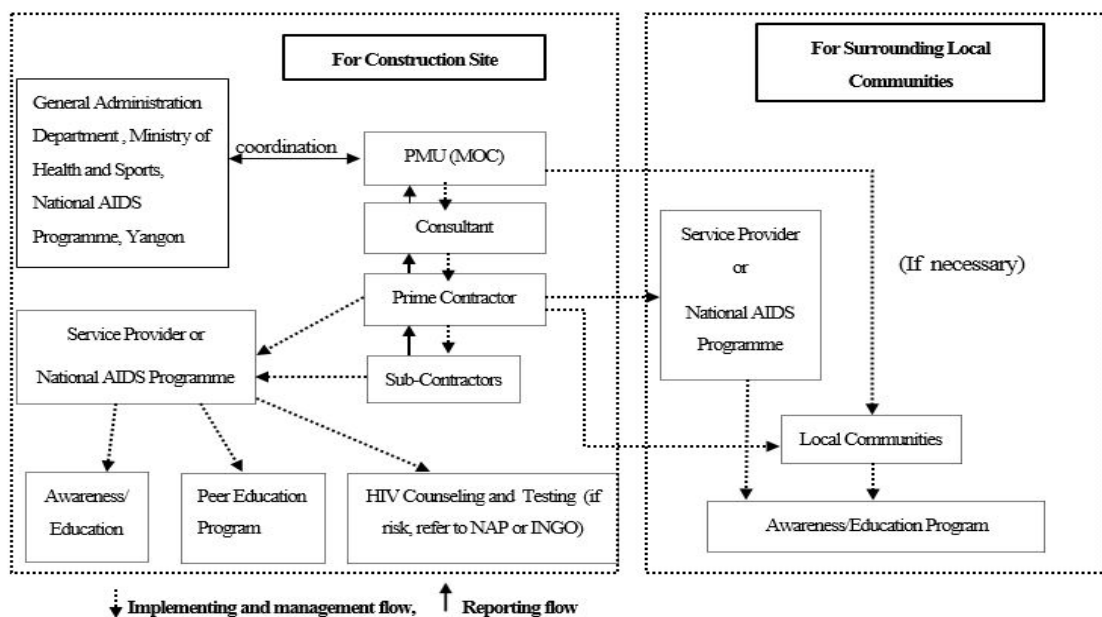 For Construction Site
General Administration
Department , Ministry of
Health and Sports,
National AIDS
Programme, Yangon
coordination
PMU (MOC)
Consultant
Prime Contractor
Sub-Contractors
Service Provider or
National AIDS Programme
Awareness/
Education
Peer Education
Program
HIV Counseling and Testing (if
risk, refer to NAP or INGO)
For Surrounding Local
Communities
Service Provider
or
National AIDS
Programme
(If necessary)
Local Communities
Awareness/Education Program
Implementing and management flow, Reporting flow